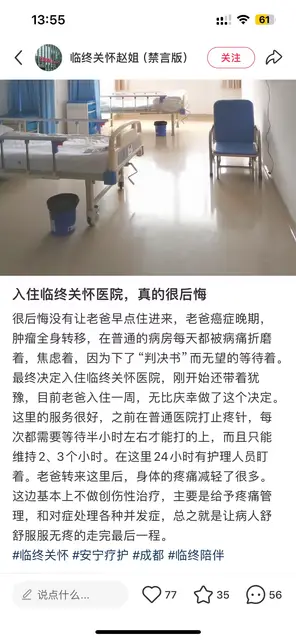 13:55
61
临终关怀赵姐（禁言版）
关注
入住临终关怀医院，真的很后悔
很后悔没有让老爸早点住进来，老爸癌症晚期，
肿瘤全身转移，在普通的病房每天都被病痛折磨
着，焦虑着，因为下了“判决书”而无望的等待着。
最终决定入住临终关怀医院，刚开始还带着犹
豫，目前老爸入住一周，无比庆幸做了这个决定。
这里的服务很好，之前在普通医院打止疼针，每
次都需要等待半小时左右才能打的上，而且只能
维持2、3个小时。在这里24小时有护理人员盯
着。老爸转来这里后，身体的疼痛减轻了很多。
这边基本上不做创伤性治疗，主要是给予疼痛管
理，和对症处理各种并发症，总之就是让病人舒
舒服服无疼的走完最后一程。
#临终关怀 #安宁疗护 #成都 #临终陪伴
说点什么...
77
35
56